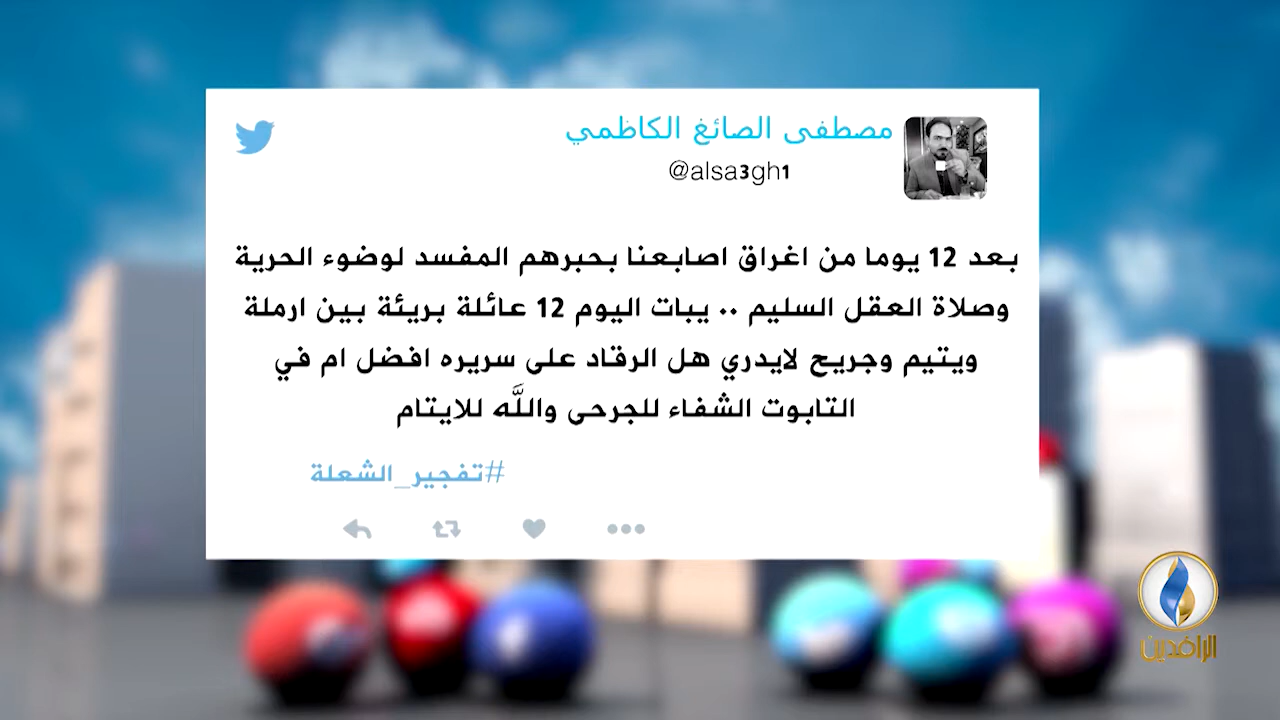 مصطفى الصائغ الكاظمي
@alsa3gh1
بعد 12 يوما من اغراق اصابعنا بحبرهم المفسد لوضوء الحرية
وصلاة العقل السليم .. يبات اليوم 12 عائلة بريئة بين ارملة
ويتيم وجريح لايدري هل الرقاد على سريره افضل ام في
التابوت الشفاء للجرحى والله للايتام
#تفجير_الشعلة
الرافدين